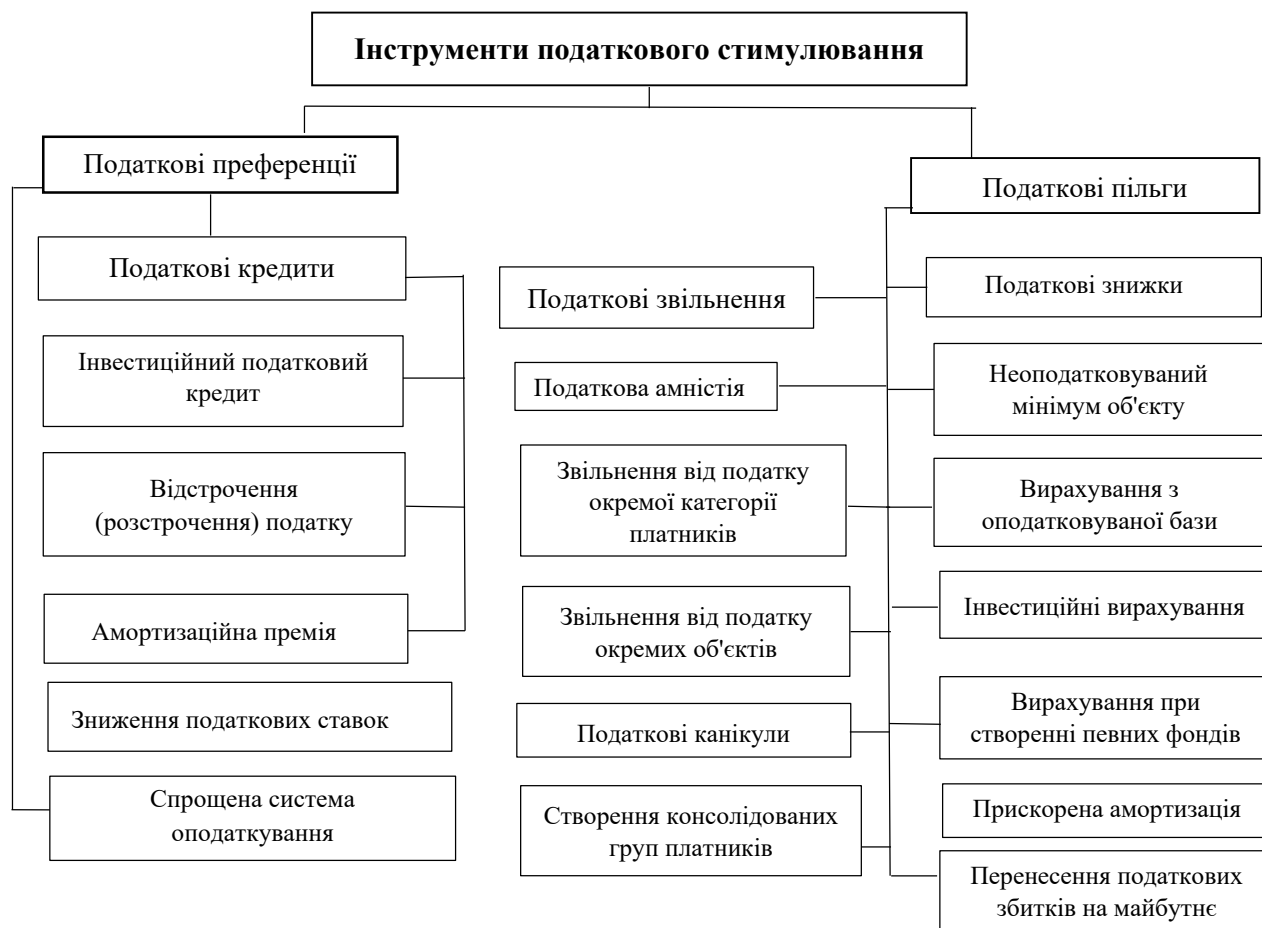 Інструменти податкового стимулювання
Податкові преференції
Податкові кредити
Інвестиційний податковий
кредит
Відстрочення
(розстрочення) податку
Амортизаційна премія
Зниження податкових ставок
Спрощена система
оподаткування
Податкові пільги
Податкові звільнення
Податкова амністія
Звільнення від податку
окремої категорії
платників
Звільнення від податку
окремих об'єктів
Податкові канікули
Створення консолідованих
груп платників
Податкові знижки
Неоподатковуваний
мінімум об'єкту
Вирахування з
оподатковуваної бази
Інвестиційні вирахування
Вирахування при
створенні певних фондів
Прискорена амортизація
Перенесення податкових
збитків на майбутнє